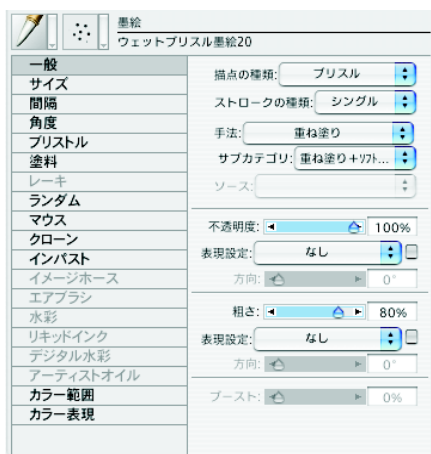 墨絵
ウェットブリスル墨絵20
一般
サイズ
間隔
角度
ブリストル
塗料
レーキ
ランダム
マウス
クローン
インパスト
イメージホース
エアブラシ
水彩
リキッドインク
デジタル水彩
アーティストオイル
カラー範囲
カラー表現
描点の種類: ブリスル
ストロークの種類: シングル
手法: 重ね塗り
サブカテゴリ: 重ね塗り+ソフト...
ソース:
不透明度: 100%
表現設定: なし
方向: 0°
粗さ: 80%
表現設定: なし
方向: 0°
ブースト: 0%